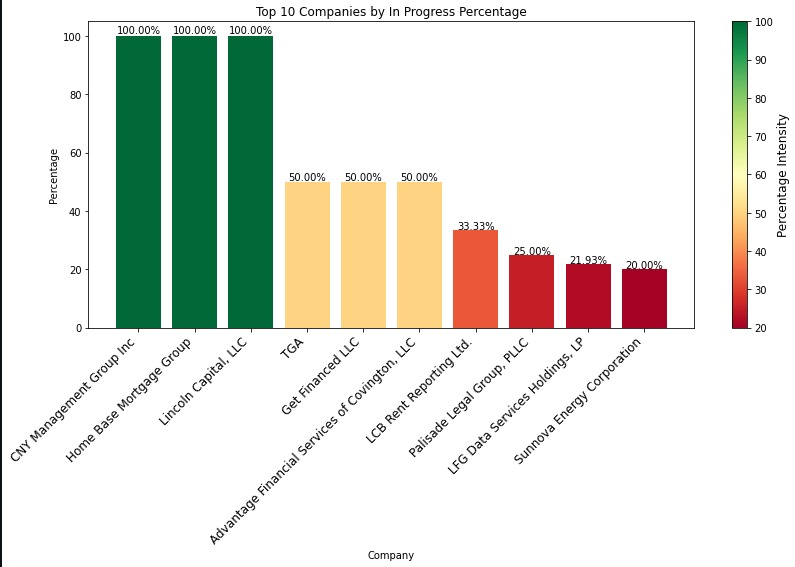 Top 10 Companies by In Progress Percentage
100.00%
100.00%
100.00%
50.00%
50.00%
50.00%
33.33%
25.00%
21.93%
20.00%
Percentage
100
80
60
40
20
0
CNY Management Group Inc
Home Base Mortgage Group
Lincoln Capital, LLC
TGA
Get Financed LLC
Advantage Financial Services of Covington, LLC
LCB Rent Reporting Ltd.
Palisade Legal Group, PLLC
LFG Data Services Holdings, LP
Sunnova Energy Corporation
Company
100
90
80
70
60
50
40
30
20
Percentage Intensity